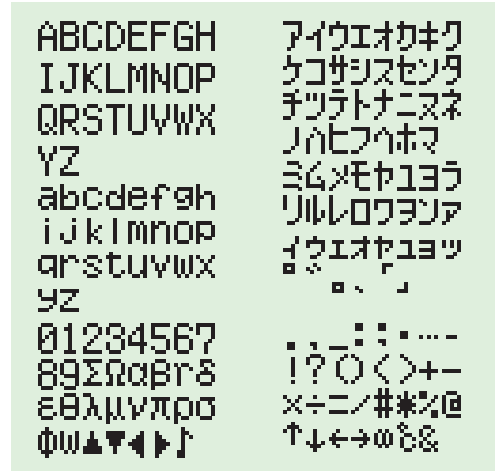 ABCDEFGH
IJKLMNOP
QRSTUVWX
YZ
abcdefgh
ijklmnop
qrstuvwx
yz
01234567
89ΣΩαβγδ
εθλμνπρσ
Φω▲▼◀▶♪
アイウエオカキク
ケコサシスセソタ
チツテトナニヌネ
ノハヒフヘホマ
ミムメモヤユヨラ
リルレロワヲンァ
ィゥェォャュョッ
゜゛ 「
。、 」
.,_:;・…-
!?○<>+−
×÷=/#*%@
↑↓←→∞℃&